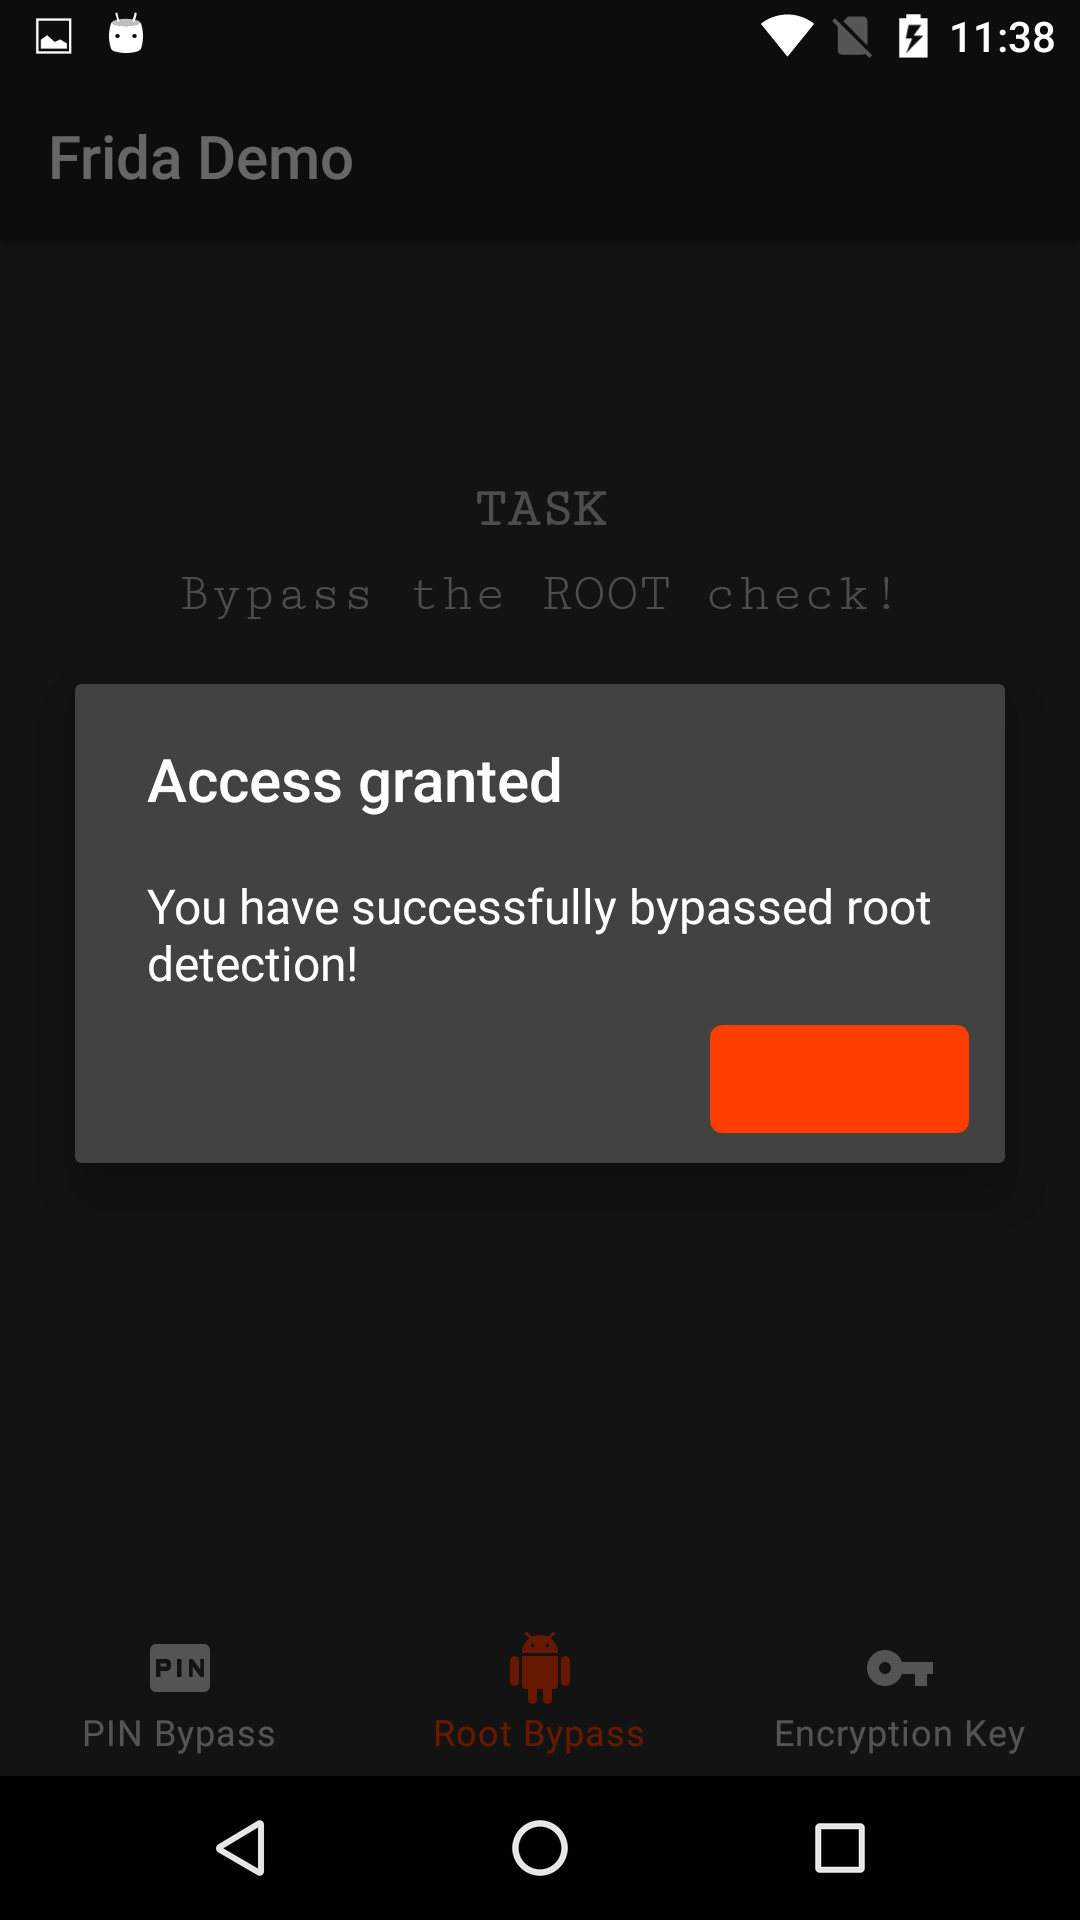 11:38
Frida Demo
TASK
Bypass the ROOT check!
Access granted
You have successfully bypassed root
detection!
PIN
PIN Bypass
Root Bypass
Encryption Key